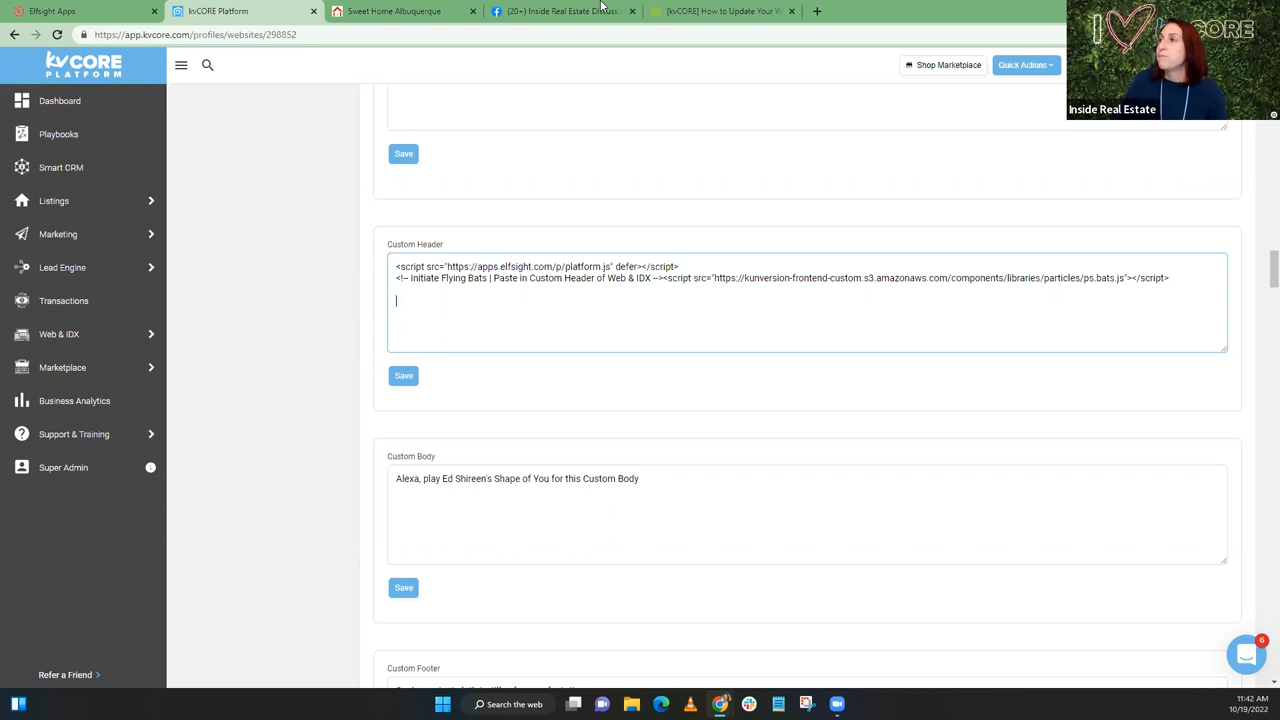 Elfsight Apps
kvCORE Platform
Sweet Home Albuquerque
(20+) Inside Real Estate Discuss
[kvCORE] How to Update Your W
https://app.kvcore.com/profiles/websites/298852
kvCORE
PLATFORM
Shop Marketplace
Quick Actions
I
CORE
Inside Real Estate
Dashboard
Playbooks
Smart CRM
Listings
Marketing
Lead Engine
Transactions
Web & IDX
Marketplace
Business Analytics
Support & Training
Super Admin
Refer a Friend
Save
Custom Header
<script src="https://apps.elfsight.com/p/platform.js" defer></script>
<!-- Initiate Flying Bats | Paste in Custom Header of Web & IDX --><script src="https://kunversion-frontend-custom.s3.amazonaws.com/components/libraries/particles/ps.bats.js"></script>
Save
Custom Body
Alexa, play Ed Shireen's Shape of You for this Custom Body
Save
Custom Footer
6
Search the web
11:42 AM
10/19/2022